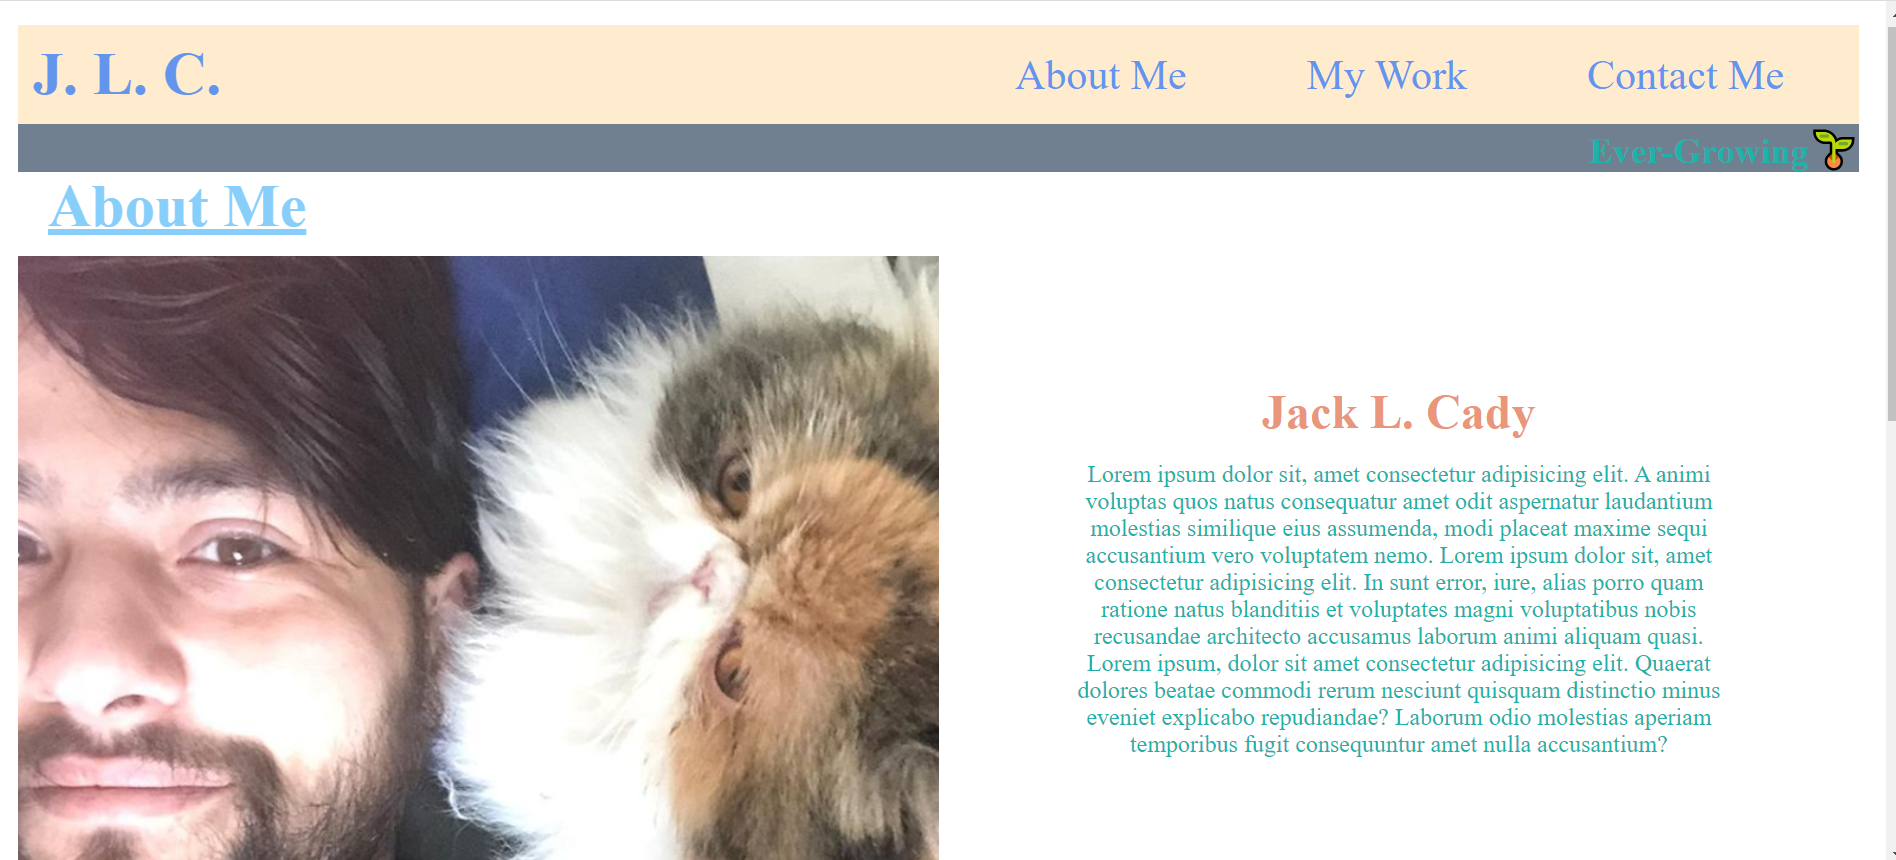 J. L. C.
About Me
My Work
Contact Me
Ever-Growing
About Me
Jack L. Cady
Lorem ipsum dolor sit, amet consectetur adipisicing elit. A animi
voluptas quos natus consequatur amet odit aspernatur laudantium
molestias similique eius assumenda, modi placeat maxime sequi
accusantium vero voluptatem nemo. Lorem ipsum dolor sit, amet
consectetur adipisicing elit. In sunt error, iure, alias porro quam
ratione natus blanditiis et voluptates magni voluptatibus nobis
recusandae architecto accusamus laborum animi aliquam quasi.
Lorem ipsum, dolor sit amet consectetur adipisicing elit. Quaerat
dolores beatae commodi rerum nesciunt quisquam distinctio minus
eveniet explicabo repudiandae? Laborum odio molestias aperiam
temporibus fugit consequuntur amet nulla accusantium?